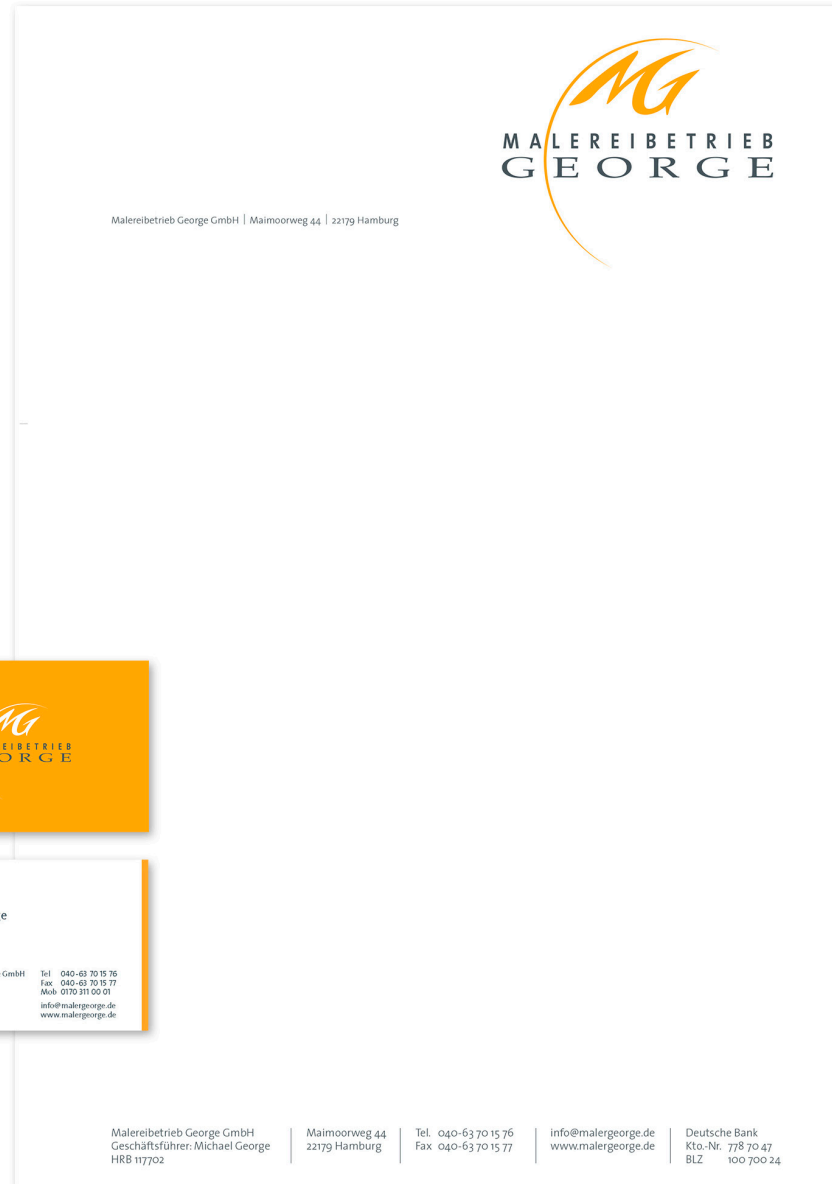 MG
MALEREIBETRIEB
GEORGE
Malereibetrieb George GmbH | Maimoorweg 44 | 22179 Hamburg
MG
EIBETRIEB
ORGE
e
GmbH
Tel 040-63 70 15 76
Fax 040-63 70 15 77
Mob 0170 311 00 01
info@malergeorge.de
www.malergeorge.de
Malereibetrieb George GmbH
Geschäftsführer: Michael George
HRB 117702
Maimoorweg 44
22179 Hamburg
Tel. 040-63 70 15 76
Fax 040-63 70 15 77
info@malergeorge.de
www.malergeorge.de
Deutsche Bank
Kto.-Nr. 778 70 47
BLZ 100 700 24